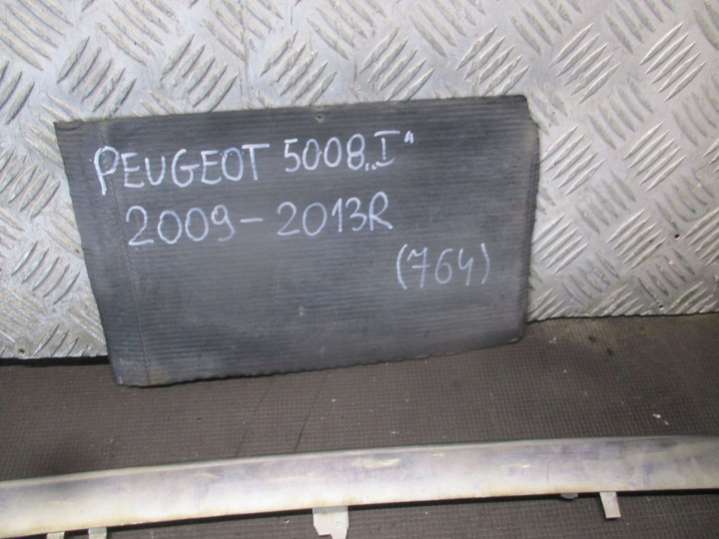 PEUGEOT 5008 „I"
2009-2013R
(764)